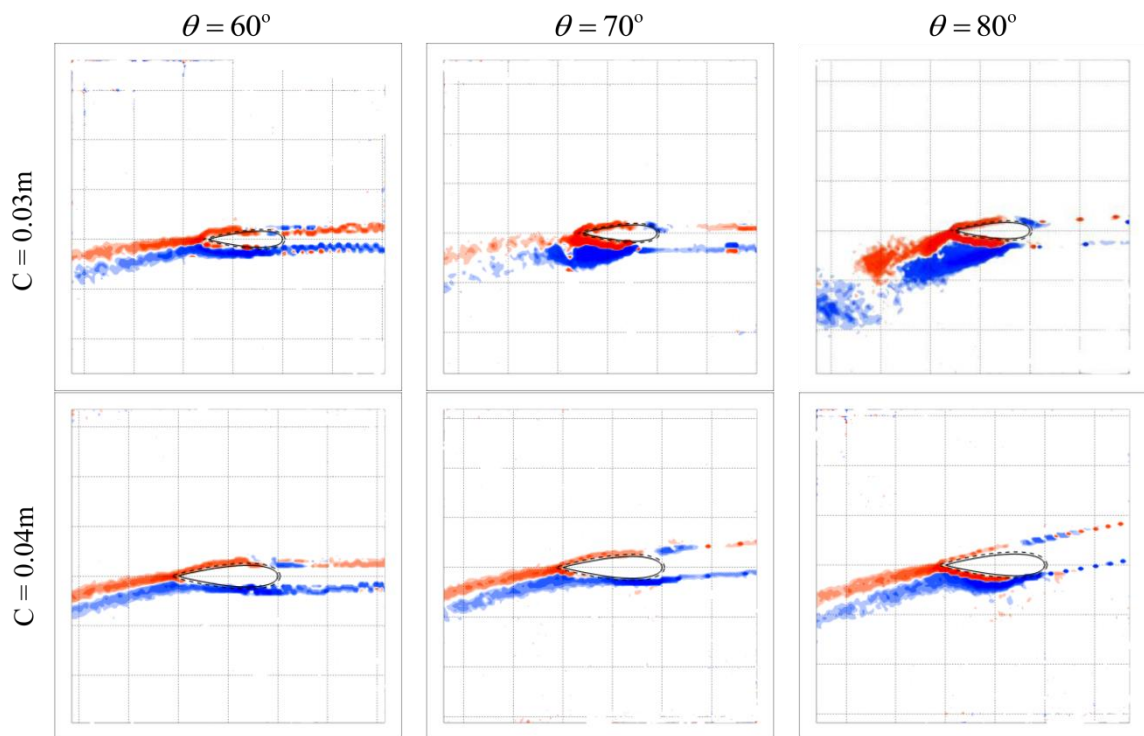 θ = 60° θ = 70° θ = 80°
C = 0.03m
C = 0.04m